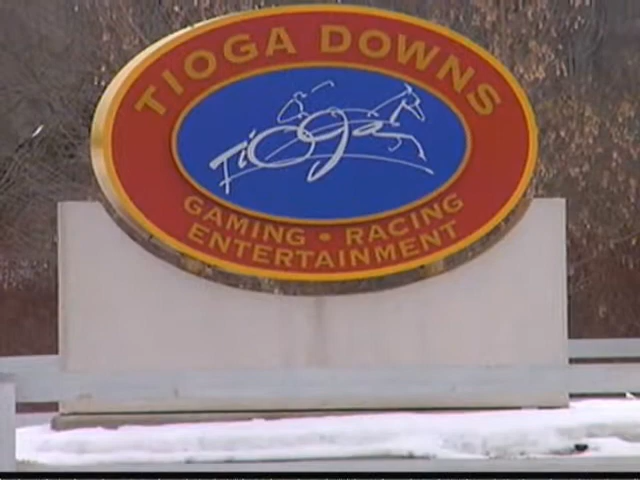 TIOGA DOWNS
Tioga
GAMING • RACING
ENTERTAINMENT